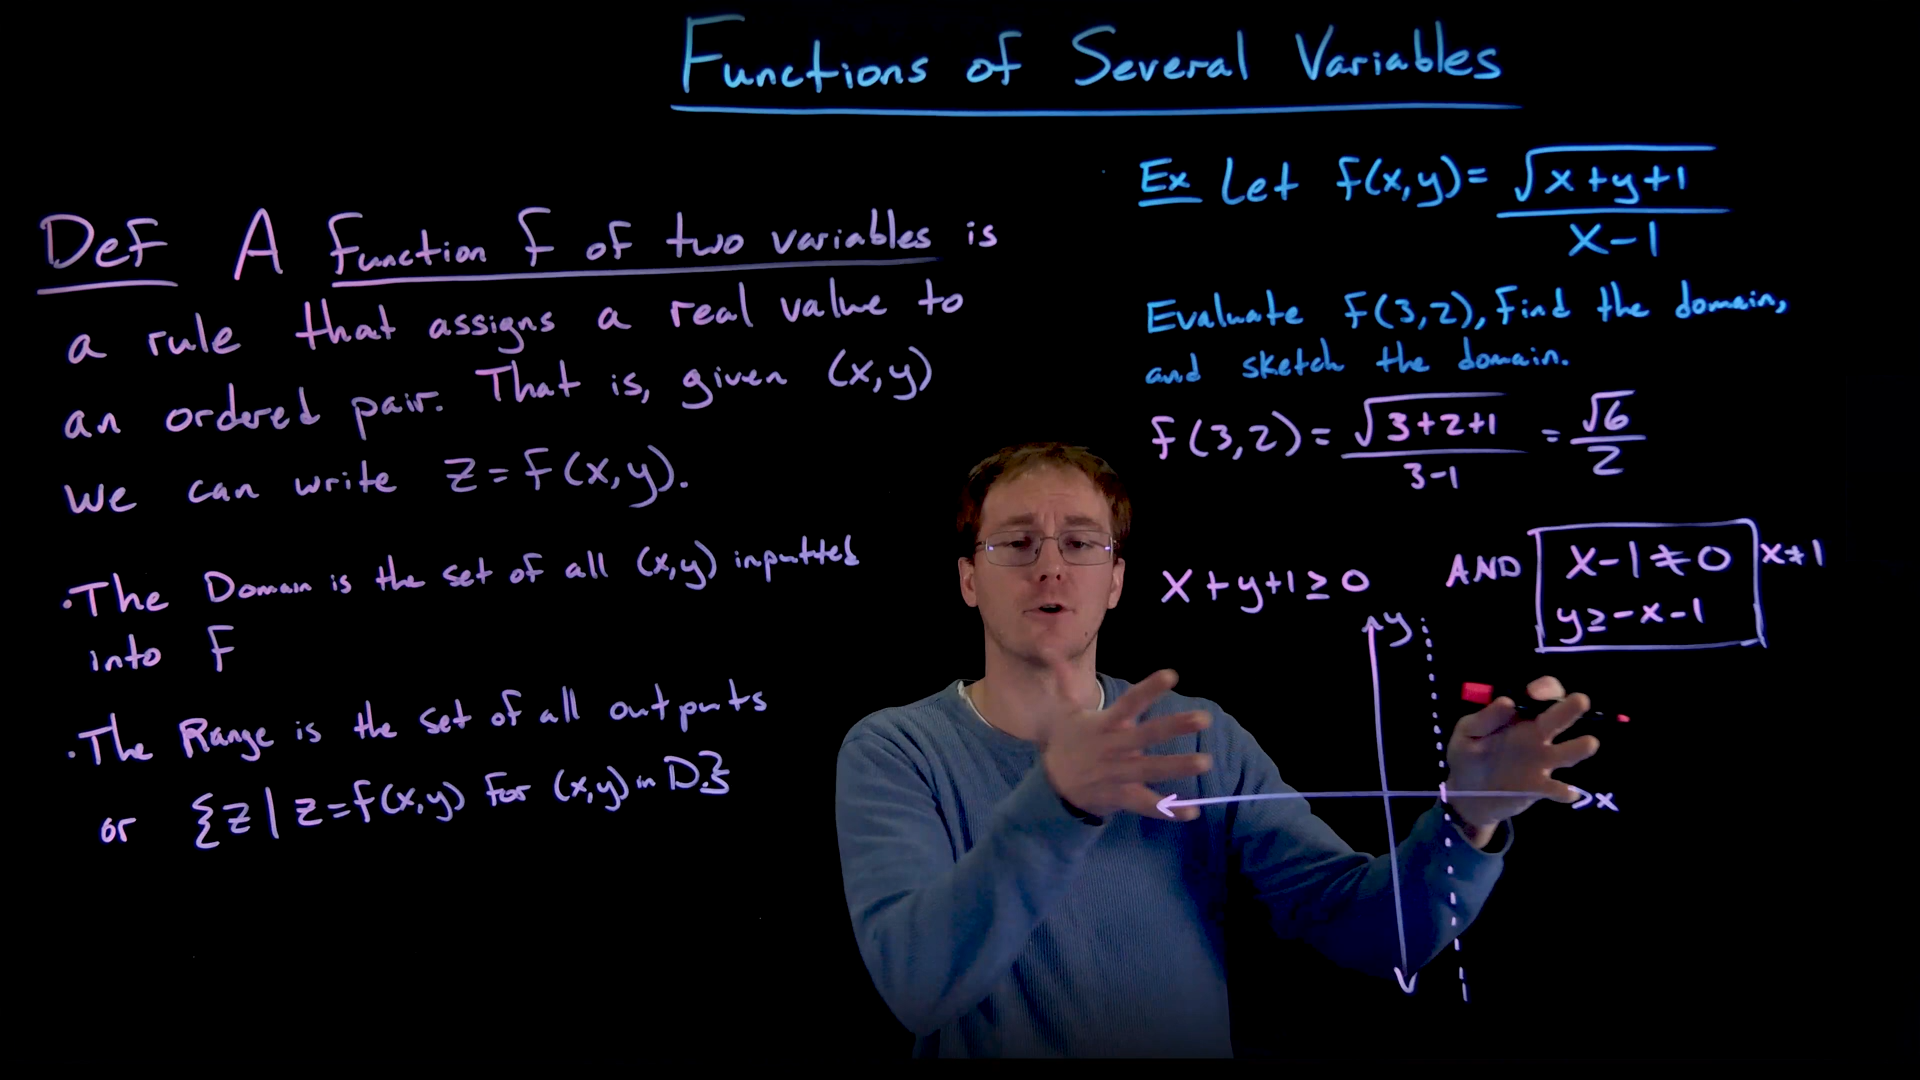 Functions of Several Variables
Def A function f of two variables is
a rule that assigns a real value to
an ordered pair. That is, given (x,y)
we can write z=f(x,y).
•The Domain is the set of all (x,y) inputted
into f
•The Range is the set of all outputs
or {z | z=f(x,y) for (x,y) in D.}
Ex Let f(x,y)= √(x+y+1) / (x-1)
Evaluate f(3,2), find the domain,
and sketch the domain.
f(3,2)= √(3+2+1) / (3-1) = √6 / 2
x+y+1≥0 AND x-1≠0 x≠1
y≥-x-1
y
x